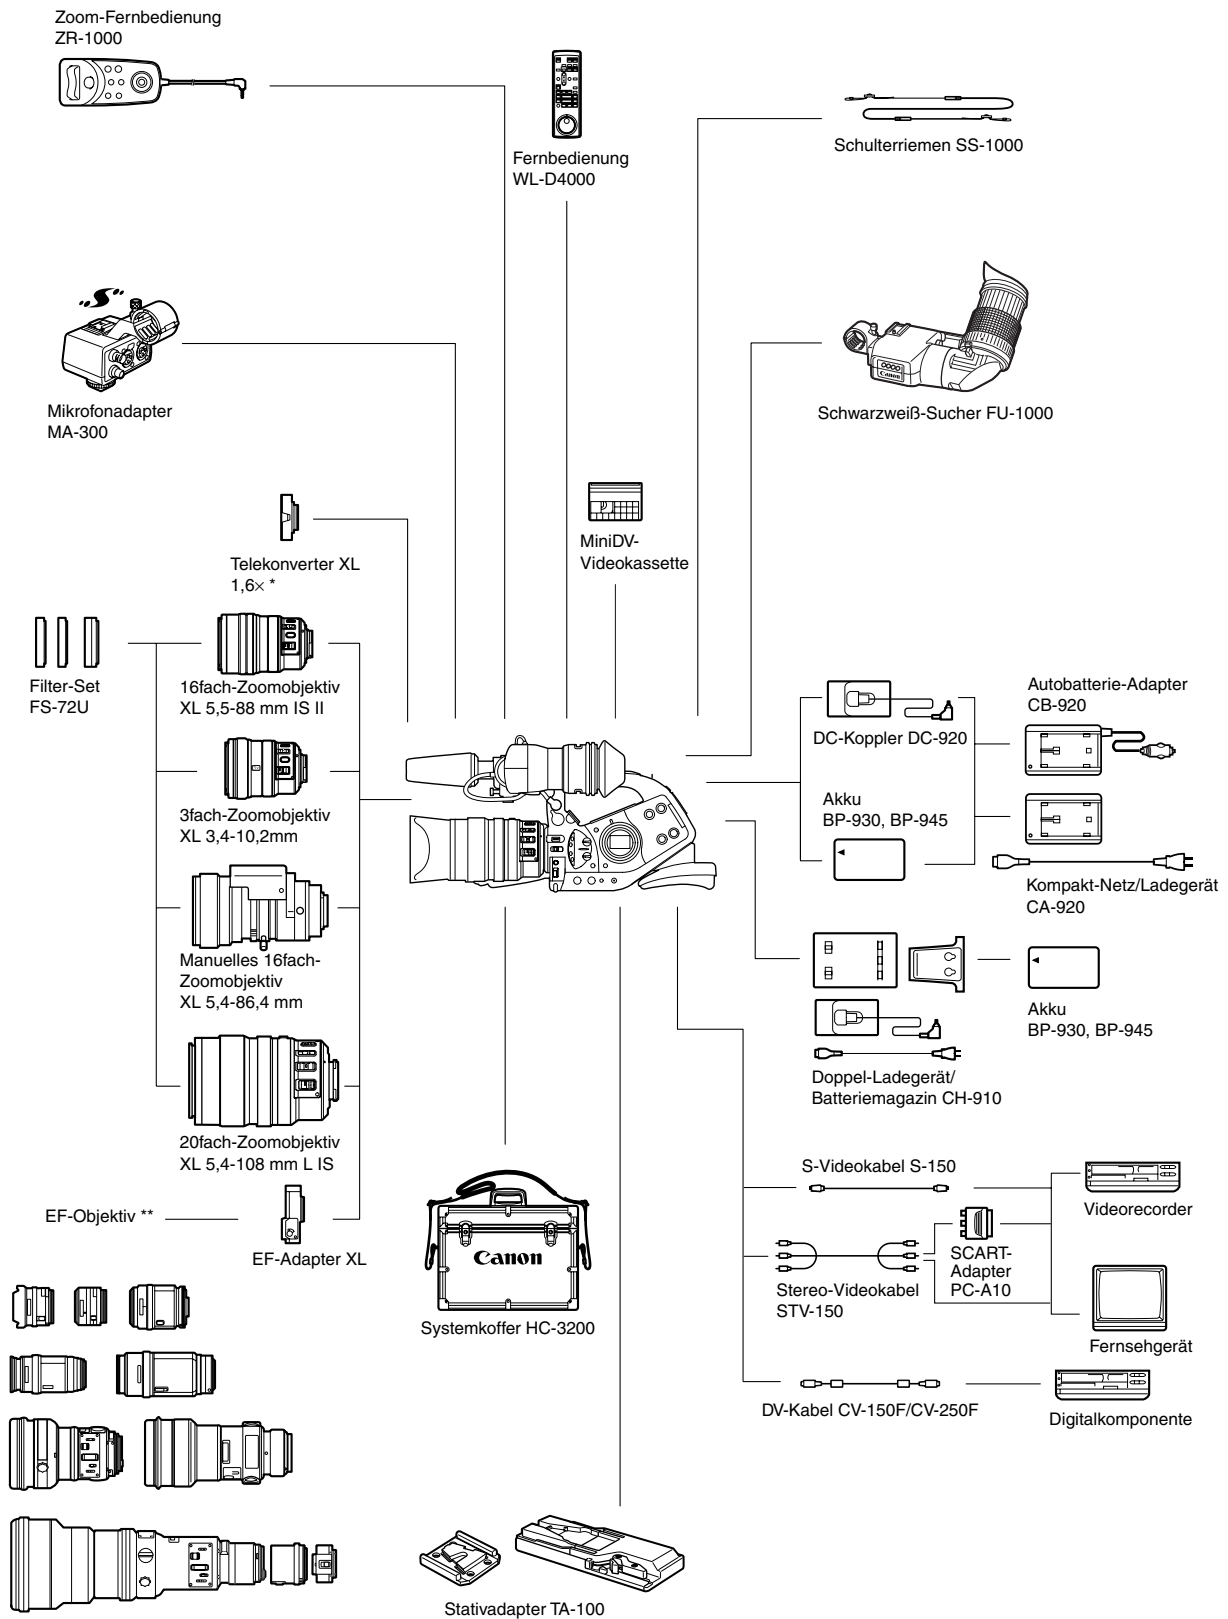 Zoom-Fernbedienung
ZR-1000
Fernbedienung
WL-D4000
Schulterriemen SS-1000
Mikrofonadapter
MA-300
Canon
Schwarzweiß-Sucher FU-1000
Telekonverter XL
1,6× *
MiniDV-
Videokassette
Filter-Set
FS-72U
16fach-Zoomobjektiv
XL 5,5-88 mm IS II
3fach-Zoomobjektiv
XL 3,4-10,2mm
Manuelles 16fach-
Zoomobjektiv
XL 5,4-86,4 mm
20fach-Zoomobjektiv
XL 5,4-108 mm L IS
EF-Objektiv **
EF-Adapter XL
DC-Koppler DC-920
Autobatterie-Adapter
CB-920
Akku
BP-930, BP-945
Kompakt-Netz/Ladegerät
CA-920
Akku
BP-930, BP-945
Doppel-Ladegerät/
Batteriemagazin CH-910
Canon
Systemkoffer HC-3200
S-Videokabel S-150
Videorecorder
Stereo-Videokabel
STV-150
SCART-
Adapter
PC-A10
Fernsehgerät
DV-Kabel CV-150F/CV-250F
Digitalkomponente
Stativadapter TA-100